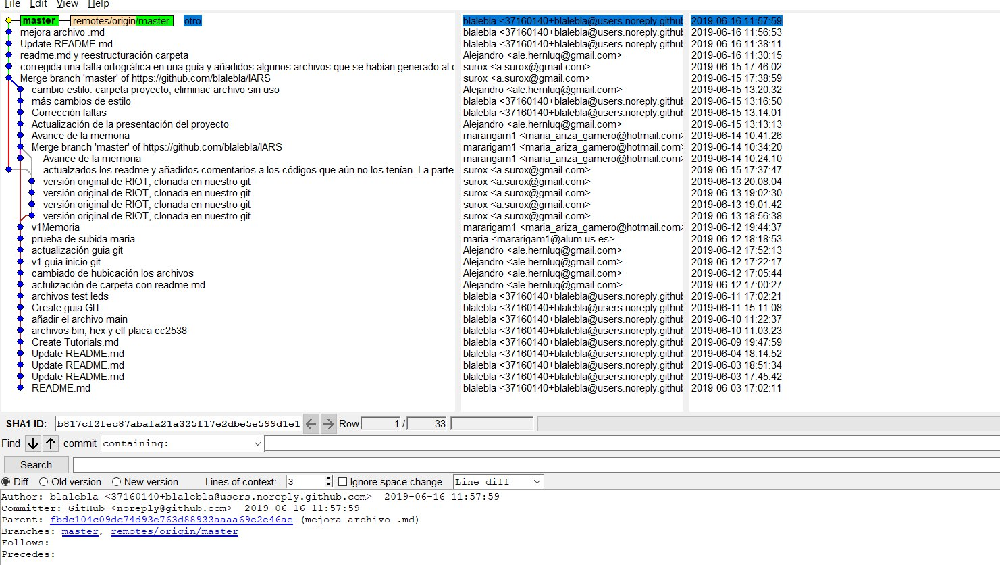 File Edit View Help
master remotes/origin/master otro blalebla <37160140+blalebla@users.noreply.github 2019-06-16 11:57:59
mejora archivo .md blalebla <37160140+blalebla@users.noreply.github 2019-06-16 11:56:53
Update README.md blalebla <37160140+blalebla@users.noreply.github 2019-06-16 11:38:11
readme.md y reestructuración carpeta Alejandro <ale.hernluq@gmail.com> 2019-06-16 11:30:15
corregida una falta ortográfica en una guía y añadidos algunos archivos que se habían generado al c surox <a.surox@gmail.com> 2019-06-15 17:46:02
Merge branch 'master' of https://github.com/blalebla/IARS surox <a.surox@gmail.com> 2019-06-15 17:38:59
cambio estilo: carpeta proyecto, eliminac archivo sin uso Alejandro <ale.hernluq@gmail.com> 2019-06-15 13:20:32
más cambios de estilo blalebla <37160140+blalebla@users.noreply.github 2019-06-15 13:16:50
Corrección faltas blalebla <37160140+blalebla@users.noreply.github 2019-06-15 13:14:01
Actualización de la presentación del proyecto Alejandro <ale.hernluq@gmail.com> 2019-06-15 13:13:13
Avance de la memoria mararigam1 <maria_ariza_gamero@hotmail.com> 2019-06-14 10:41:26
Merge branch 'master' of https://github.com/blalebla/IARS mararigam1 <maria_ariza_gamero@hotmail.com> 2019-06-14 10:34:20
Avance de la memoria mararigam1 <maria_ariza_gamero@hotmail.com> 2019-06-14 10:24:10
actualzados los readme y añadidos comentarios a los códigos que aún no los tenían. La parte surox <a.surox@gmail.com> 2019-06-15 17:37:47
versión original de RIOT, clonada en nuestro git surox <a.surox@gmail.com> 2019-06-13 20:08:04
versión original de RIOT, clonada en nuestro git surox <a.surox@gmail.com> 2019-06-13 19:02:30
versión original de RIOT, clonada en nuestro git surox <a.surox@gmail.com> 2019-06-13 19:01:42
versión original de RIOT, clonada en nuestro git surox <a.surox@gmail.com> 2019-06-13 18:56:38
v1Memoria mararigam1 <maria_ariza_gamero@hotmail.com> 2019-06-12 19:44:37
prueba de subida maria maria <mararigam1@alum.us.es> 2019-06-12 18:18:53
actualización guia git Alejandro <ale.hernluq@gmail.com> 2019-06-12 17:52:13
v1 guia inicio git Alejandro <ale.hernluq@gmail.com> 2019-06-12 17:22:17
cambiado de hubicación los archivos Alejandro <ale.hernluq@gmail.com> 2019-06-12 17:05:44
actulización de carpeta con readme.md Alejandro <ale.hernluq@gmail.com> 2019-06-12 17:00:27
archivos test leds blalebla <37160140+blalebla@users.noreply.github 2019-06-11 17:02:21
Create guia GIT blalebla <37160140+blalebla@users.noreply.github 2019-06-11 15:11:08
añadir el archivo main blalebla <37160140+blalebla@users.noreply.github 2019-06-10 11:22:37
archivos bin, hex y elf placa cc2538 blalebla <37160140+blalebla@users.noreply.github 2019-06-10 11:03:23
Create Tutorials.md blalebla <37160140+blalebla@users.noreply.github 2019-06-09 19:47:59
Update README.md blalebla <37160140+blalebla@users.noreply.github 2019-06-04 18:14:52
Update README.md blalebla <37160140+blalebla@users.noreply.github 2019-06-03 18:51:34
Update README.md blalebla <37160140+blalebla@users.noreply.github 2019-06-03 17:45:42
README.md blalebla <37160140+blalebla@users.noreply.github 2019-06-03 17:02:11
SHA1 ID: b817cf2fec87abafa21a325f17e2dbe5e599d1e1 Row 1 / 33
Find commit containing:
Search
Diff Old version New version Lines of context: 3 Ignore space change Line diff
Author: blalebla <37160140+blalebla@users.noreply.github.com> 2019-06-16 11:57:59
Committer: GitHub <noreply@github.com> 2019-06-16 11:57:59
Parent: fbdc104c09dc74d93e763d88933aaaa69e2e46ae (mejora archivo .md)
Branches: master, remotes/origin/master
Follows:
Precedes: